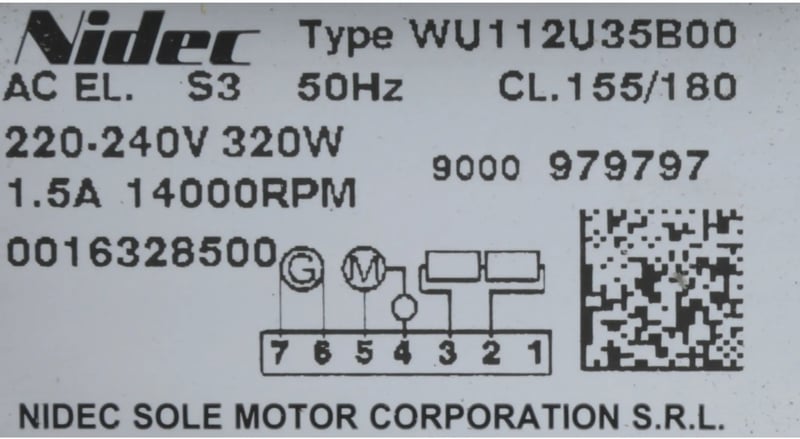 Nidec Type WU112U35B00
AC EL. S3 50Hz CL.155/180
220-240V 320W
9000 979797
1.5A 14000RPM
0016328500
G M
7 6 5 4 3 2 1
NIDEC SOLE MOTOR CORPORATION S.R.L.